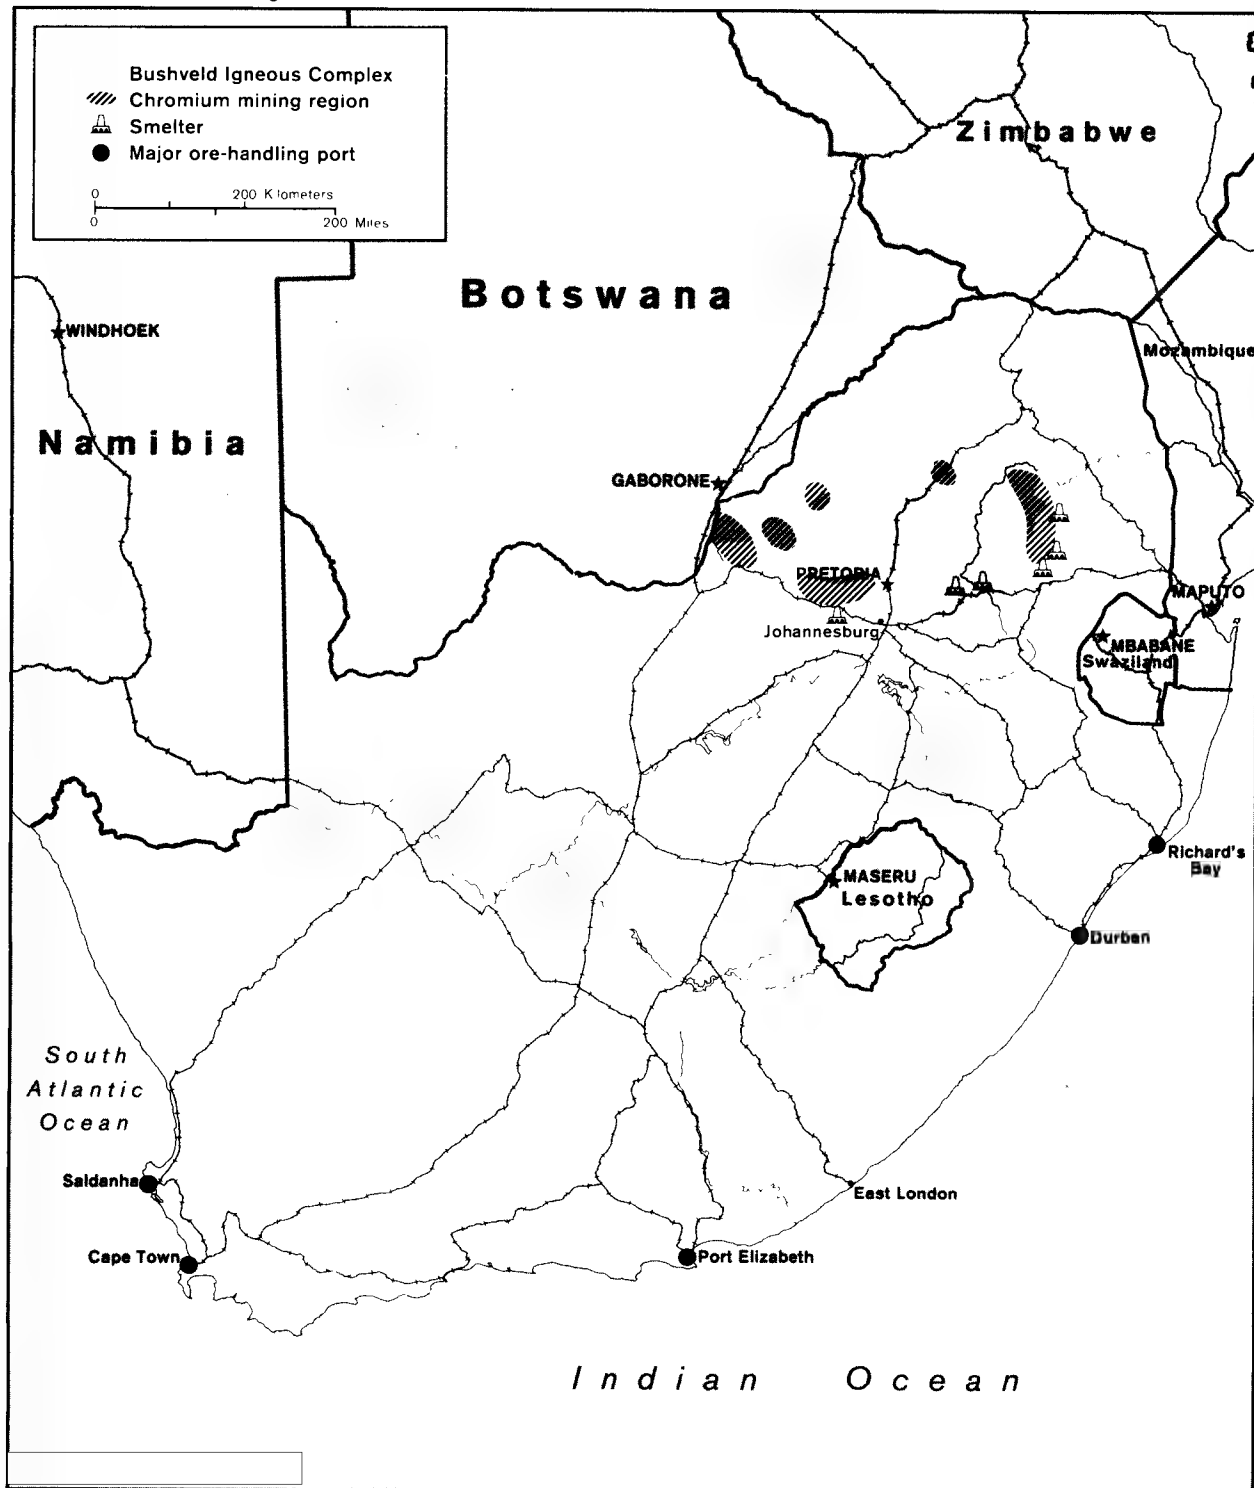 Bushveld Igneous Complex
Chromium mining region
Smelter
Major ore-handling port
0 200 Kilometers
0 200 Miles
Zimbabwe
Botswana
WINDHOEK
Mozambique
Namibia
GABORONE
PRETORIA
MAPUTO
Johannesburg
MBABANE
Swaziland
Richard's
Bay
MASERU
Lesotho
Durban
South
Atlantic
Ocean
Saldanha
East London
Cape Town
Port Elizabeth
Indian Ocean